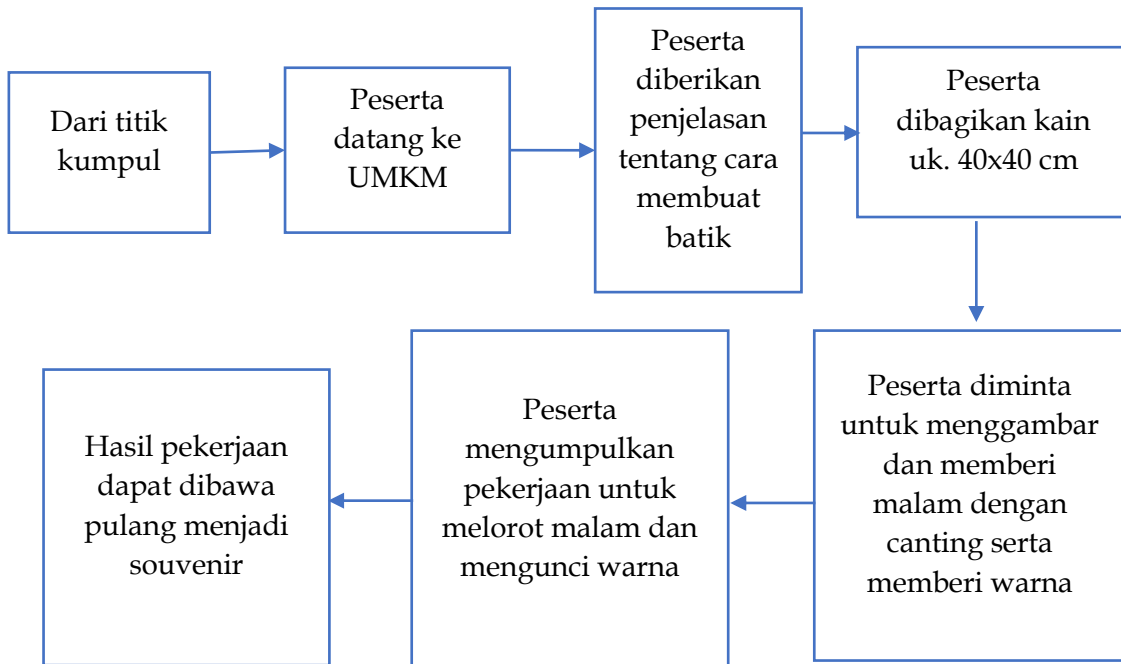 Dari titik
kumpul
Peserta
datang ke
UMKM
Peserta
diberikan
penjelasan
tentang cara
membuat
batik
Peserta
dibagikan kain
uk. 40x40 cm
Peserta diminta
untuk menggambar
dan memberi
malam dengan
canting serta
memberi warna
Peserta
mengumpulkan
pekerjaan untuk
melorot malam dan
mengunci warna
Hasil pekerjaan
dapat dibawa
pulang menjadi
souvenir